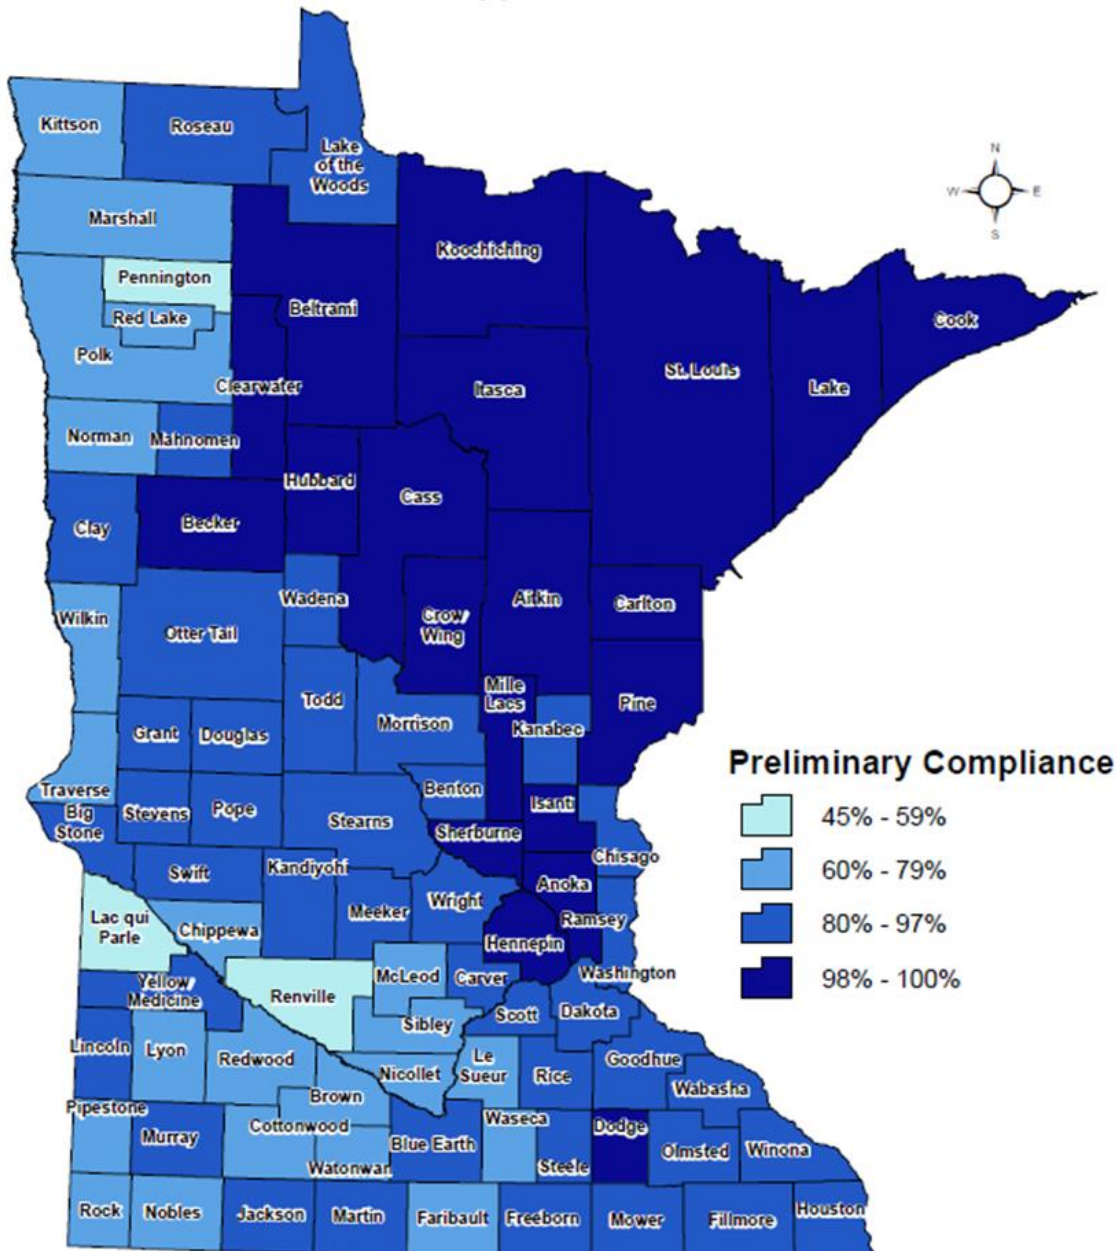 Kittson
Roseau
Lake
of the
Woods
N
W
E
S
Marshall
Koochiching
Pennington
Beltrami
Red Lake
Cook
Polk
St. Louis
Lake
Clearwater
Itasca
Norman
Mahnomen
Hubbard
Cass
Clay
Becker
Wadena
Aitkin
Carlton
Wilkin
Otter Tail
Crow
Wing
Mille
Lacs
Todd
Pine
Morrison
Kanabec
Grant
Douglas
Preliminary Compliance
Traverse
Benton
Big
Stone
Stevens
Pope
Isanti
45% - 59%
Stearns
Sherburne
Chisago
Swift
Kandiyohi
60% - 79%
Anoka
Wright
Lac qui
Parle
Chippewa
Meeker
Ramsey
80% - 97%
Hennepin
Washington
98% - 100%
Yellow
Medicine
Renville
McLeod
Carver
Scott
Dakota
Sibley
Lincoln
Lyon
Redwood
Le
Sueur
Goodhue
Nicollet
Rice
Wabasha
Brown
Pipestone
Waseca
Cottonwood
Dodge
Murray
Blue Earth
Olmsted
Winona
Watonwan
Steele
Rock
Nobles
Jackson
Martin
Faribault
Freeborn
Mower
Fillmore
Houston